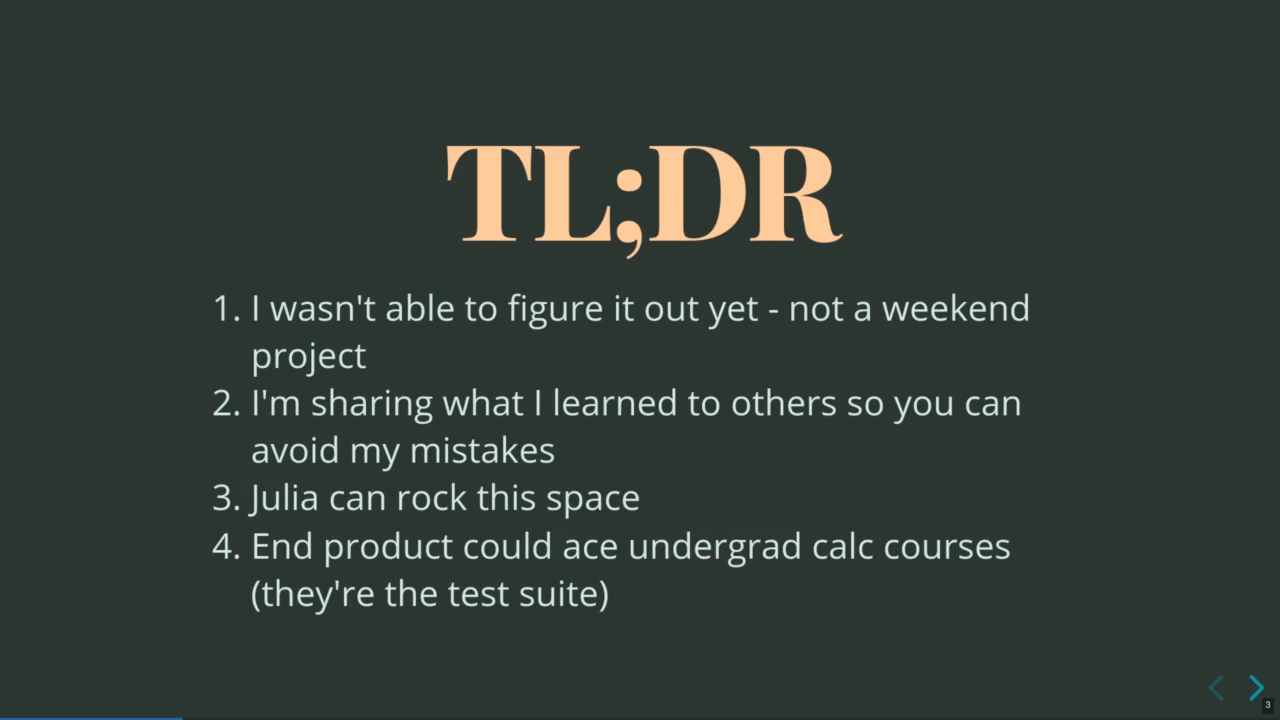 TL;DR
1. I wasn't able to figure it out yet - not a weekend
project
2. I'm sharing what I learned to others so you can
avoid my mistakes
3. Julia can rock this space
4. End product could ace undergrad calc courses
(they're the test suite)
3